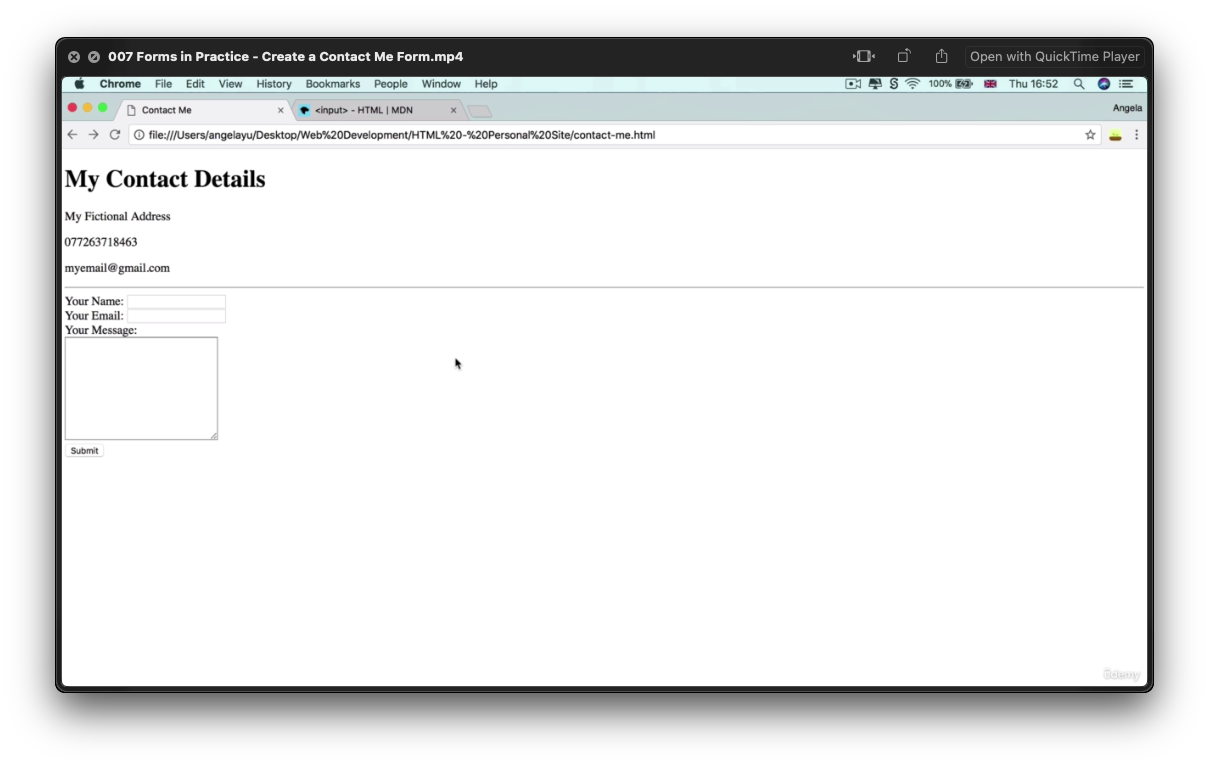 007 Forms in Practice - Create a Contact Me Form.mp4
Open with QuickTime Player
Chrome File Edit View History Bookmarks People Window Help
100% Thu 16:52
Contact Me
<input> - HTML | MDN
Angela
file:///Users/angelayu/Desktop/Web%20Development/HTML%20-%20Personal%20Site/contact-me.html
My Contact Details
My Fictional Address
077263718463
myemail@gmail.com
Your Name:
Your Email:
Your Message:
Submit
Udemy